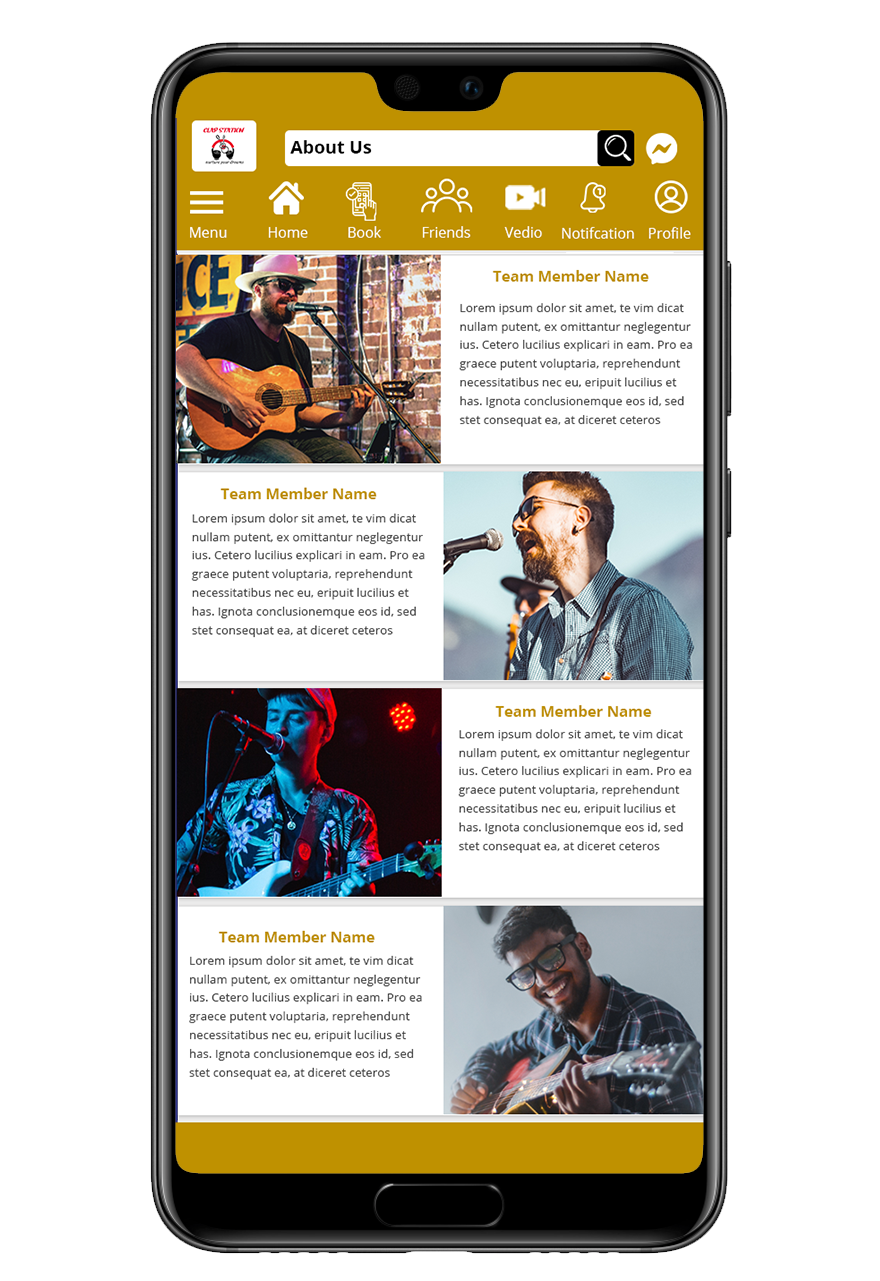 CLAP STATION
nurture your dreams
About Us
1
Menu
Home
Book
Friends
Vedio
Notifcation
Profile
ICE
Team Member Name
Lorem ipsum dolor sit amet, te vim dicat
nullam putent, ex omittantur neglegentur
ius. Cetero lucilius explicari in eam. Pro ea
graece putent voluptaria, reprehendunt
necessitatibus nec eu, eripuit lucilius et
has. Ignota conclusionemque eos id, sed
stet consequat ea, at diceret ceteros
Team Member Name
Lorem ipsum dolor sit amet, te vim dicat
nullam putent, ex omittantur neglegentur
ius. Cetero lucilius explicari in eam. Pro ea
graece putent voluptaria, reprehendunt
necessitatibus nec eu, eripuit lucilius et
has. Ignota conclusionemque eos id, sed
stet consequat ea, at diceret ceteros
Team Member Name
Lorem ipsum dolor sit amet, te vim dicat
nullam putent, ex omittantur neglegentur
ius. Cetero lucilius explicari in eam. Pro ea
graece putent voluptaria, reprehendunt
necessitatibus nec eu, eripuit lucilius et
has. Ignota conclusionemque eos id, sed
stet consequat ea, at diceret ceteros
Team Member Name
Lorem ipsum dolor sit amet, te vim dicat
nullam putent, ex omittantur neglegentur
ius. Cetero lucilius explicari in eam. Pro ea
graece putent voluptaria, reprehendunt
necessitatibus nec eu, eripuit lucilius et
has. Ignota conclusionemque eos id, sed
stet consequat ea, at diceret ceteros